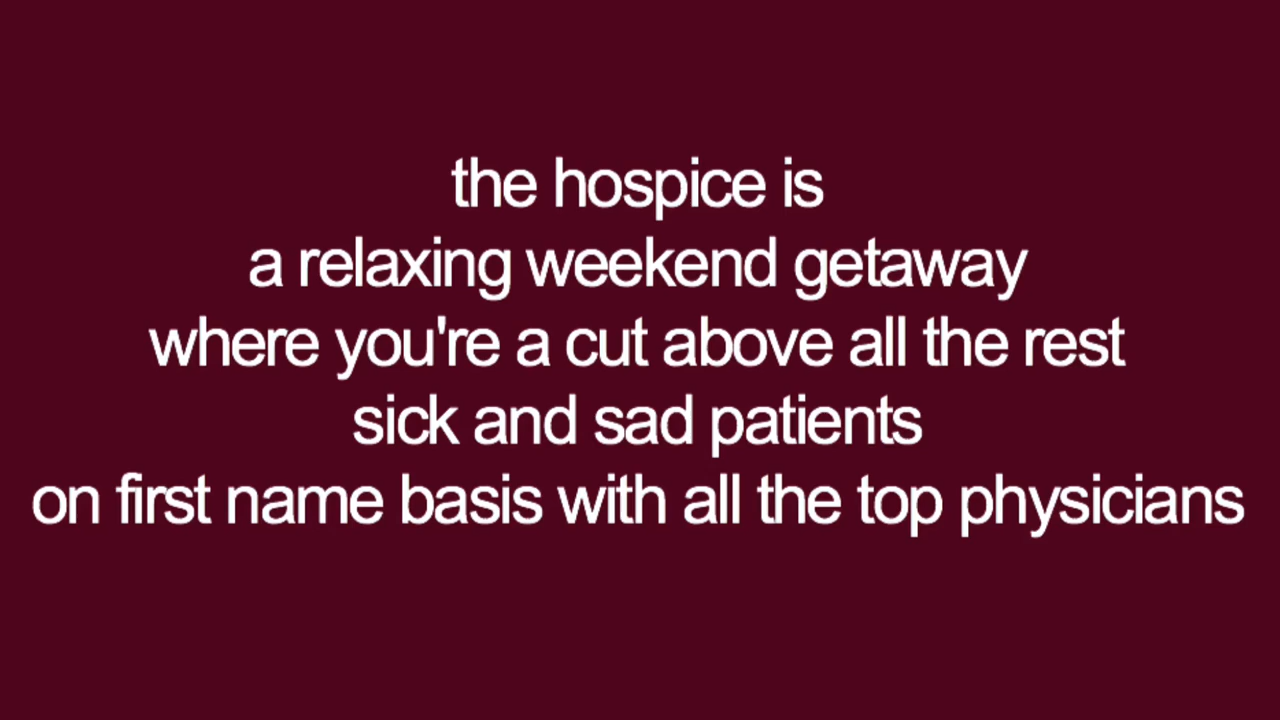 the hospice is
a relaxing weekend getaway
where you're a cut above all the rest
sick and sad patients
on first name basis with all the top physicians